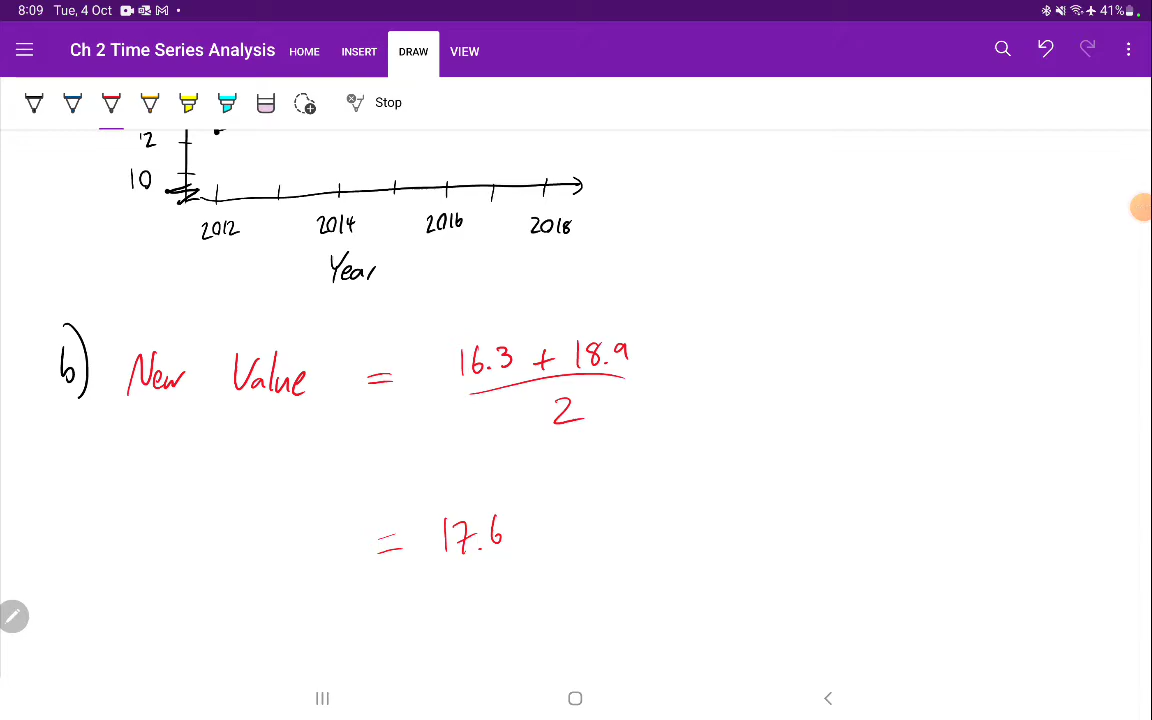 8:09 Tue, 4 Oct
41%
Ch 2 Time Series Analysis HOME INSERT DRAW VIEW
Stop
12
10
2012 2014 2016 2018
Year
b) New Value = 16.3 + 18.9
2
= 17.6